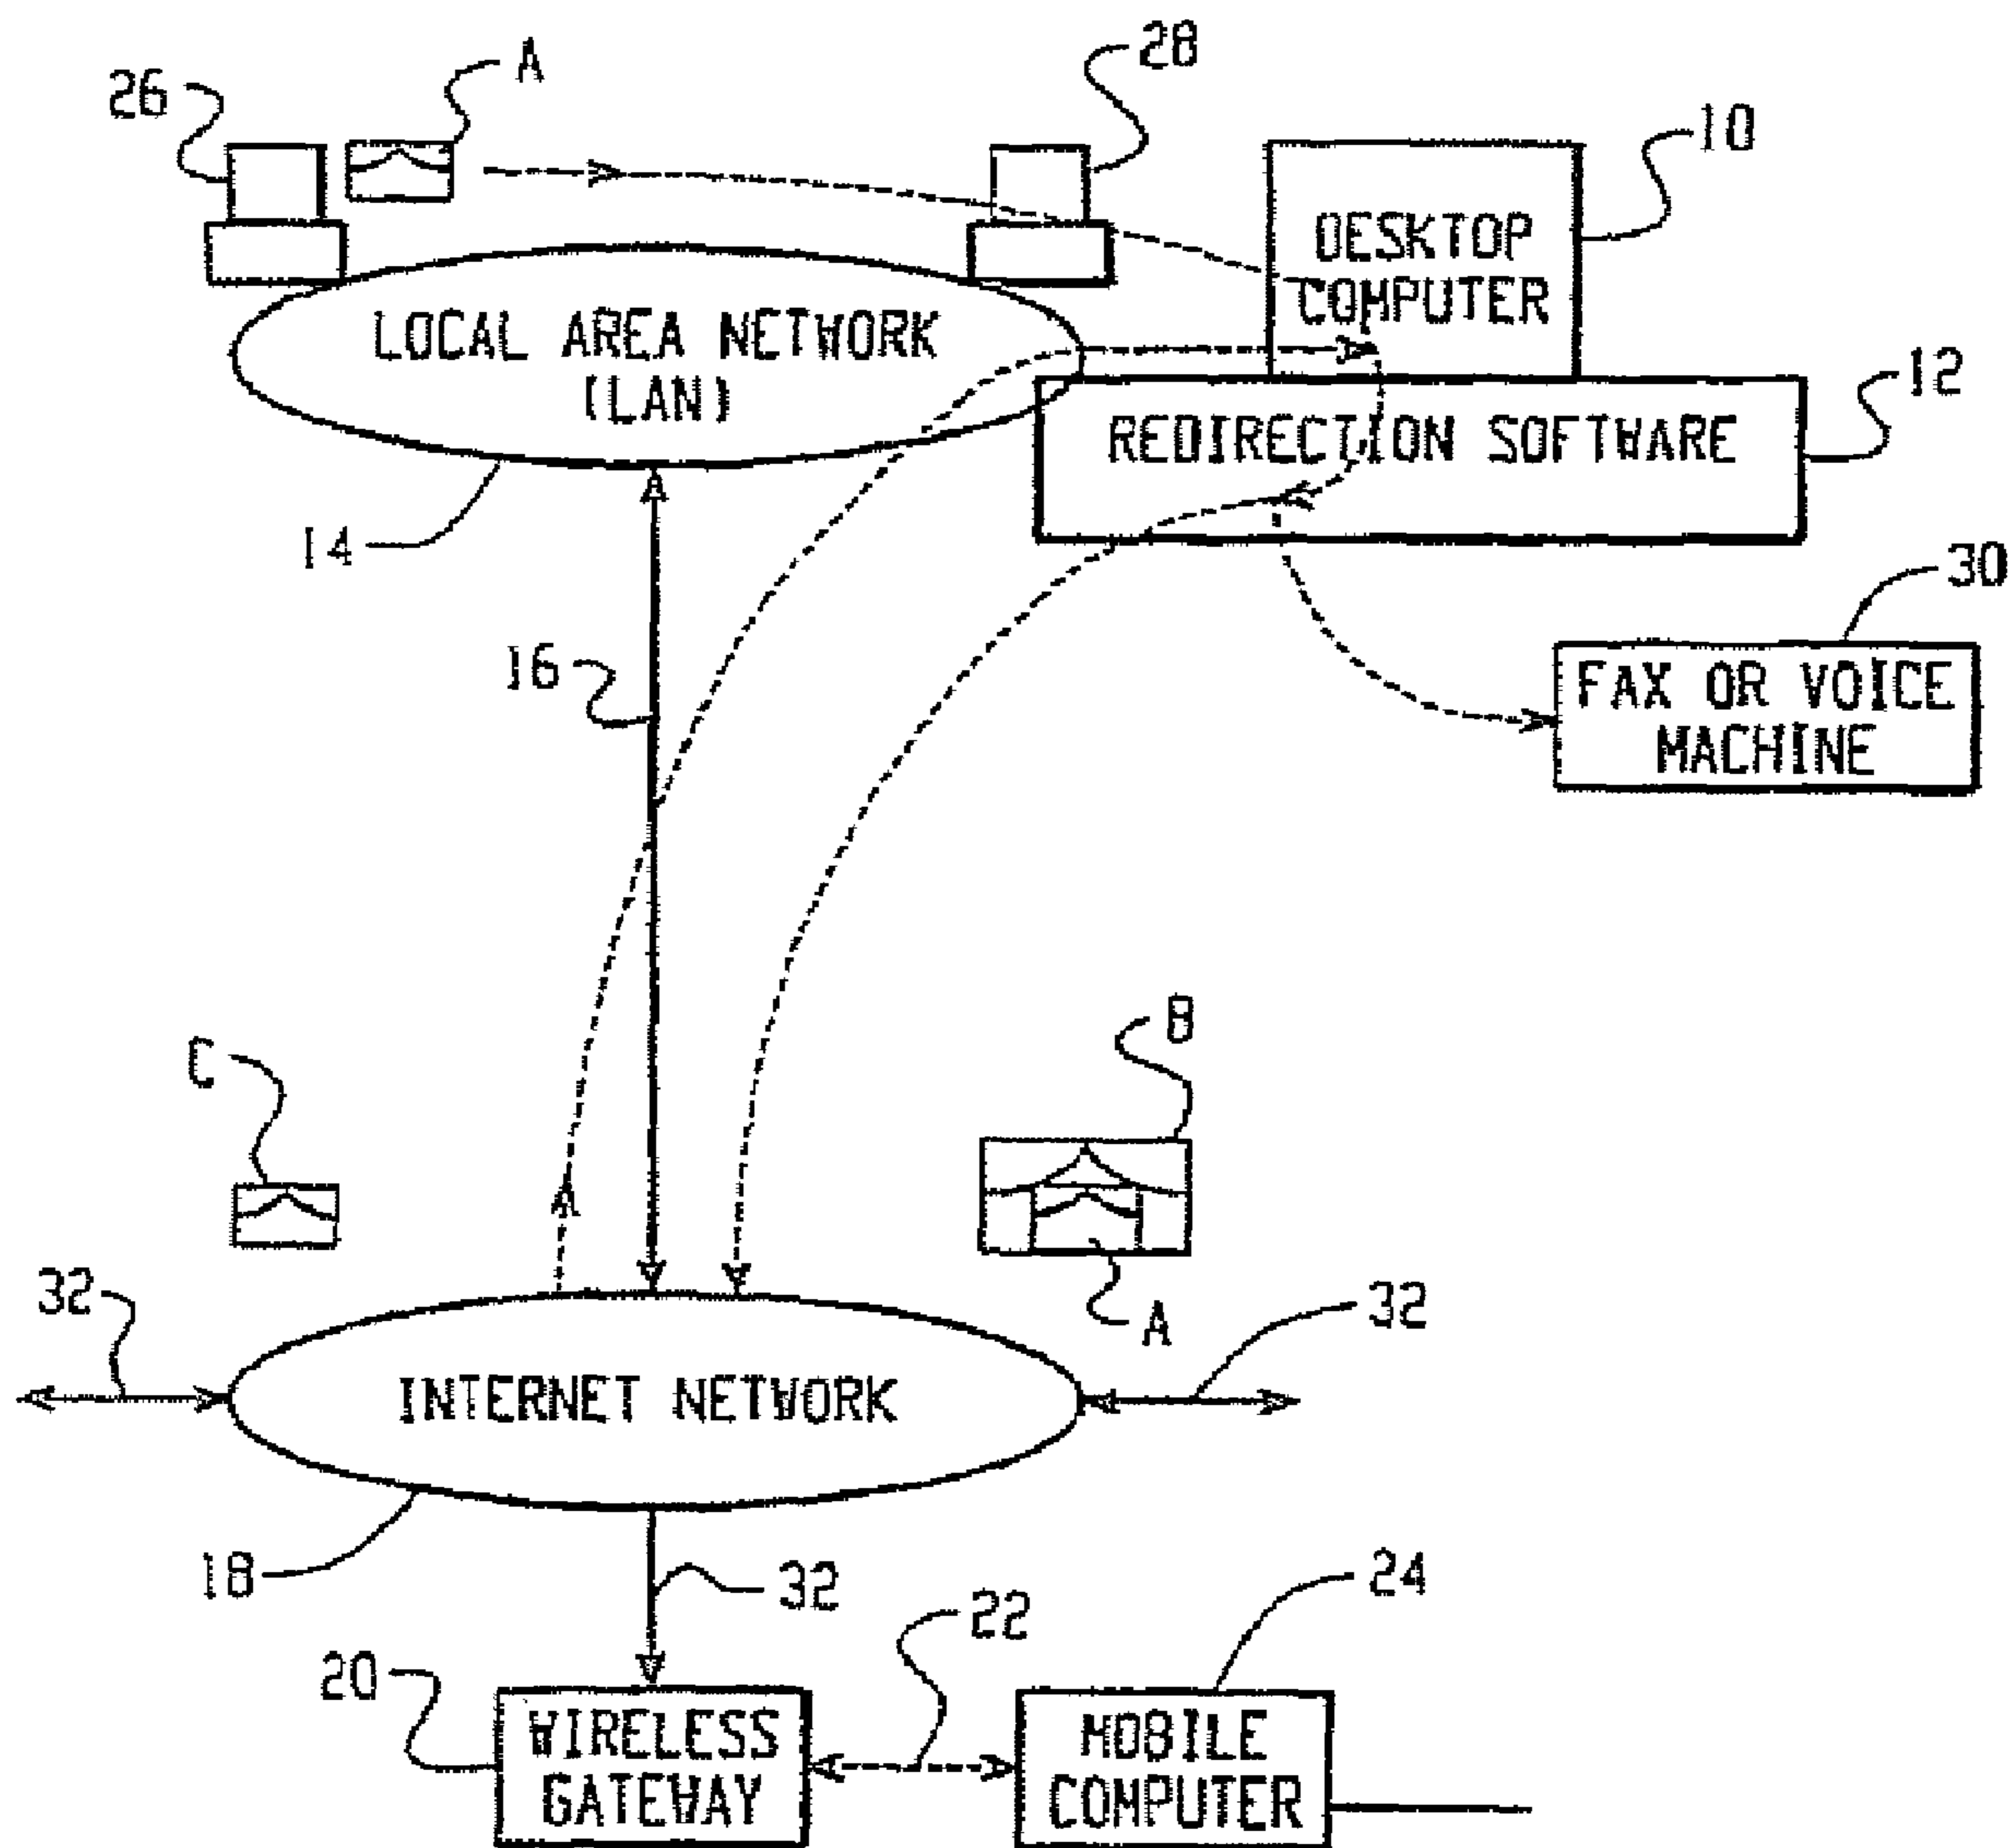 26
A
28
10
DESKTOP
COMPUTER
LOCAL AREA NETWORK
(LAN)
12
REDIRECTION SOFTWARE
14
30
16
FAX OR VOICE
MACHINE
B
C
32
A
32
INTERNET NETWORK
18
32
22
24
20
WIRELESS
GATEWAY
MOBILE
COMPUTER